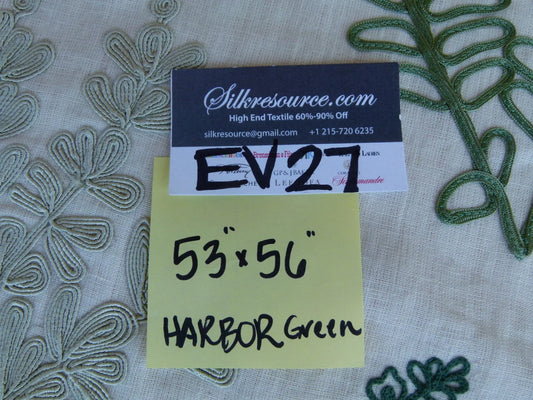 Silkresource.com
High End Textile 60%-90% Off
silkresource@gmail.com +1 215-720 6235
EV27
53" x 56"
HARBOR Green